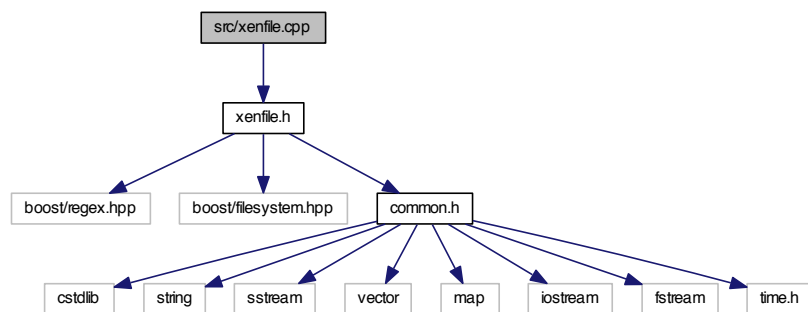 src/xenfile.cpp
xenfile.h
boost/regex.hpp
boost/filesystem.hpp
common.h
cstdlib
string
sstream
vector
map
iostream
fstream
time.h